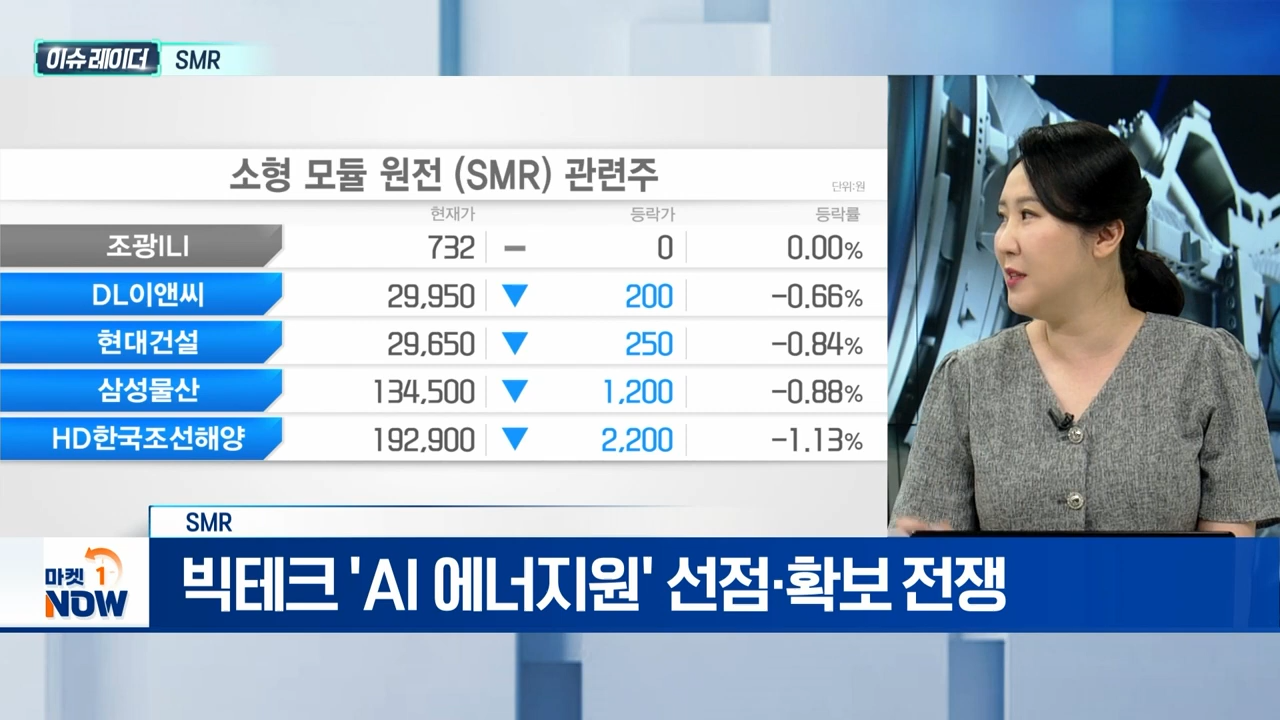 이슈레이더 SMR
소형 모듈 원전 (SMR) 관련주
단위:원
현재가 등락가 등락률
조광ILI 732 – 0 0.00%
DL이앤씨 29,950 ▼ 200 -0.66%
현대건설 29,650 ▼ 250 -0.84%
삼성물산 134,500 ▼ 1,200 -0.88%
HD한국조선해양 192,900 ▼ 2,200 -1.13%
SMR
마켓 1
NOW
빅테크 'AI 에너지원' 선점·확보 전쟁